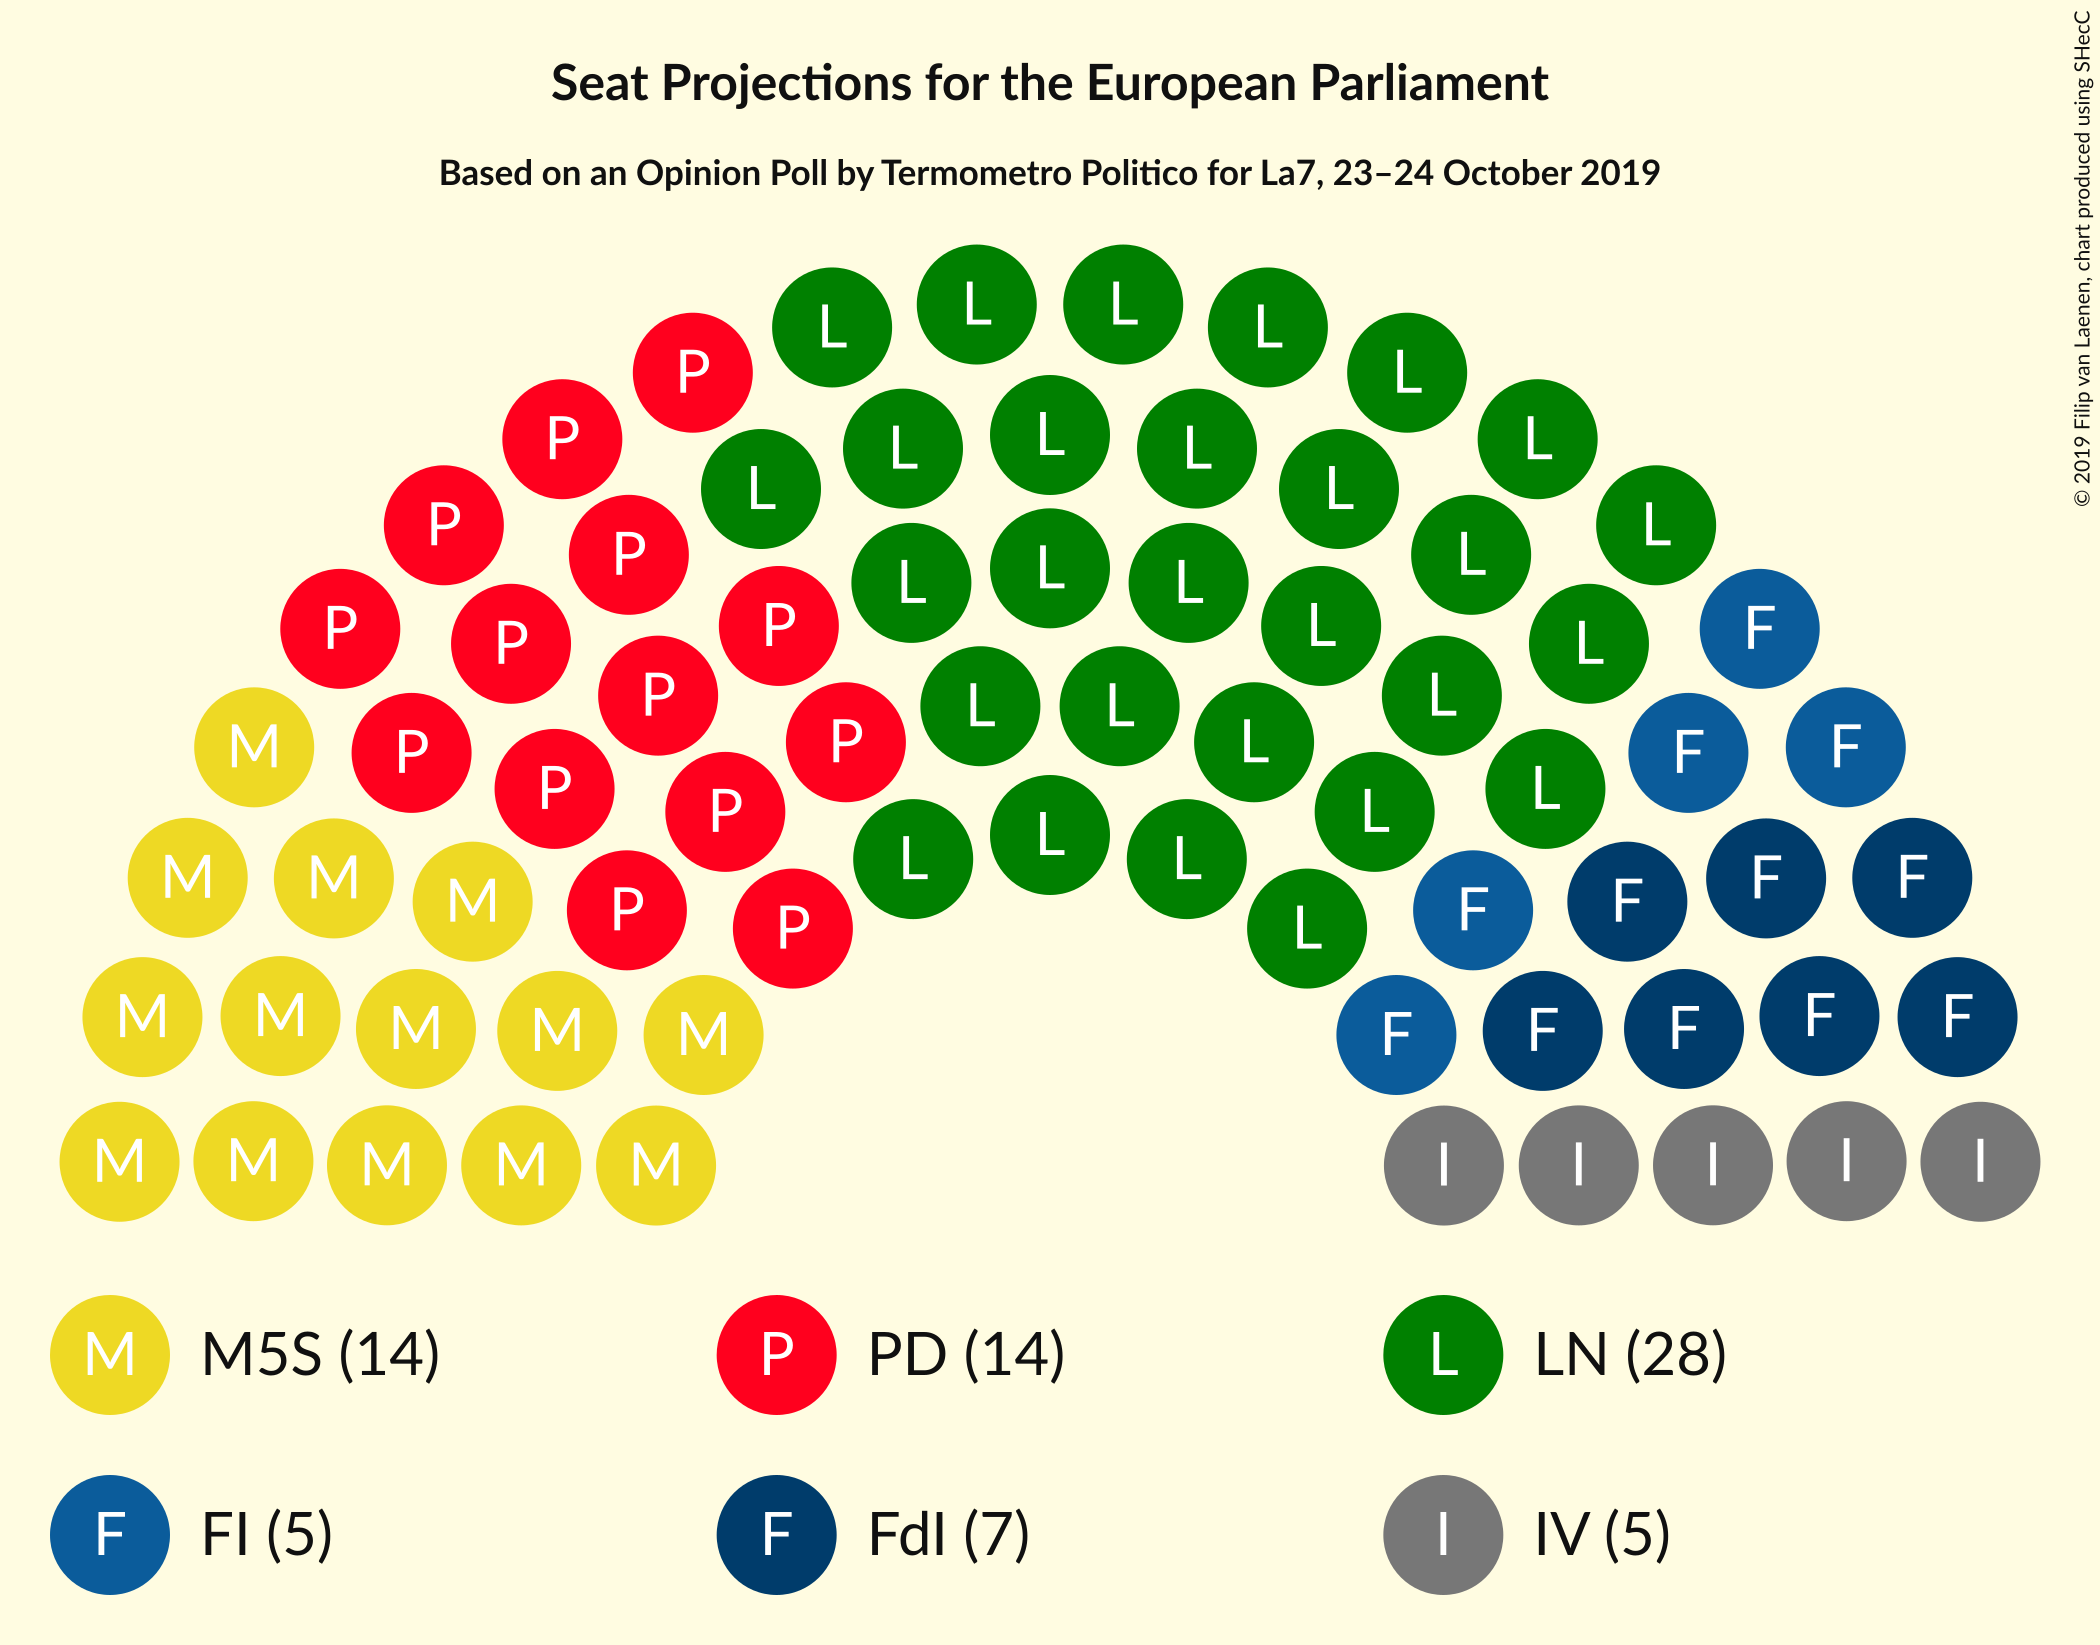 Seat Projections for the European Parliament
Based on an Opinion Poll by Termometro Politico for La7, 23–24 October 2019
© 2019 Filip van Laenen, chart produced using SHecC
L L
L L
P L
L
P L L L
L L
P L
P L
L L L
P P L L
P L L
P L L
P L L
M P P L F F
P L
P L
L
M M F F
L L
M F
P F
P L
M M F F
M F
M F
M F
M M I I
M M M I I I
M M5S (14) P PD (14) L LN (28)
F FI (5) F FdI (7) I IV (5)